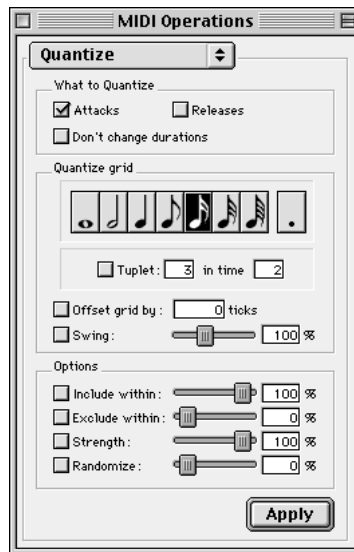 MIDI Operations
Quantize
What to Quantize
Attacks Releases
Don't change durations
Quantize grid
Tuplet: 3 in time 2
Offset grid by: 0 ticks
Swing: 100 %
Options
Include within: 100 %
Exclude within: 0 %
Strength: 100 %
Randomize: 0 %
Apply